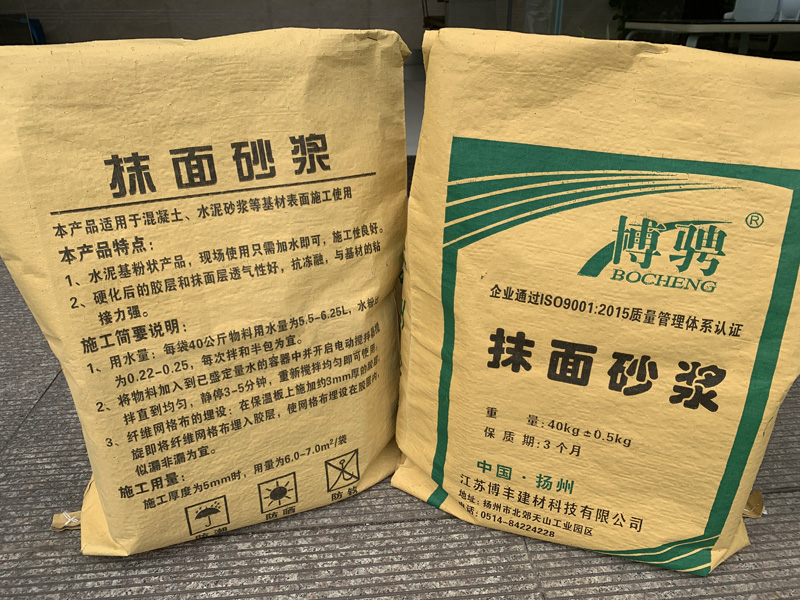 抹面砂浆
本产品适用于混凝土、水泥砂浆等基材表面施工使用
本产品特点：
1、水泥基粉状产品，现场使用只需加水即可，施工性良好。
2、硬化后的胶层和抹面层透气性好，抗冻融，与基材的粘
接力强。
施工简要说明：
1、用水量：每袋40公斤物料用水量为5.5-6.25L，水粉比
为0.22-0.25，每次拌和半包为宜。
2、将物料加入到已盛定量水的容器中并开启电动搅拌器搅
拌直到均匀，静停3-5分钟，重新搅拌均匀即可使用；
3、纤维网格布的埋设：在保温板上施加约3mm厚的胶层，
旋即将纤维网格布埋入胶层，使网格布埋设在胶层内，
似漏非漏为宜。
施工用量：
施工厚度为5mm时，用量为6.0-7.0m²/袋
防潮 防晒 防钩
博骋®
BOCHENG
企业通过ISO9001:2015质量管理体系认证
抹面砂浆
重 量：40kg±0.5kg
保 质 期：3个月
中国·扬州
江苏博丰建材科技有限公司
地址：扬州市北郊天山工业园区
电话：0514-84224228